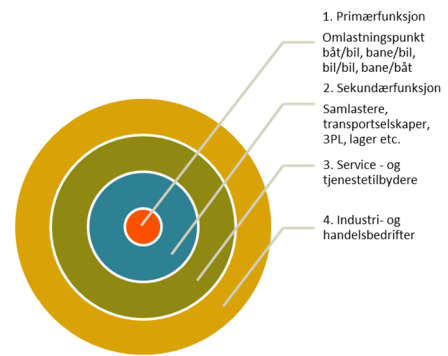 1. Primærfunksjon
Omlastningspunkt
båt/bil, bane/bil,
bil/bil, bane/båt
2. Sekundærfunksjon
Samlastere,
transportselskaper,
3PL, lager etc.
3. Service - og
tjenestetilbydere
4. Industri- og
handelsbedrifter